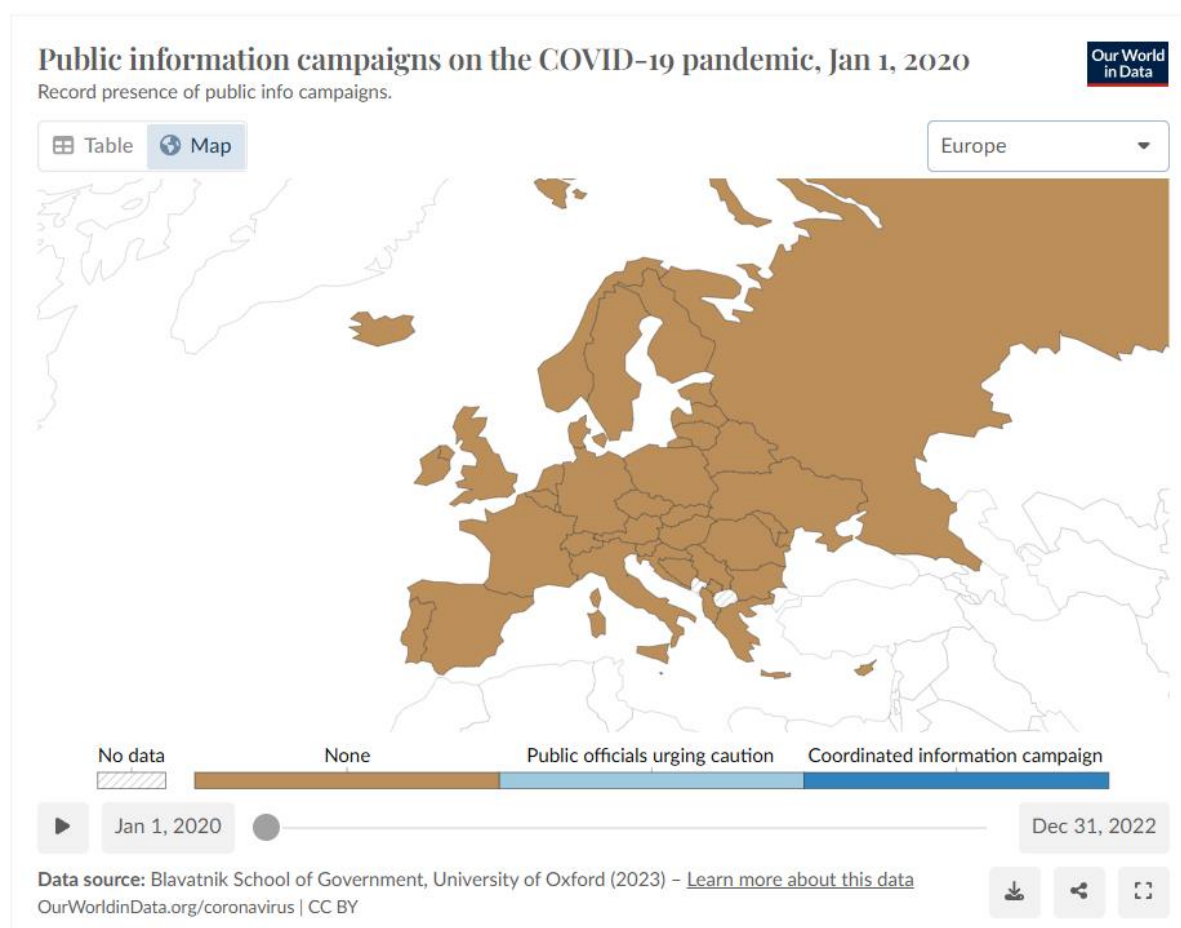 Public information campaigns on the COVID-19 pandemic, Jan 1, 2020
Our World
in Data
Record presence of public info campaigns.
Table
Map
Europe
No data
None
Public officials urging caution
Coordinated information campaign
Jan 1, 2020
Dec 31, 2022
Data source: Blavatnik School of Government, University of Oxford (2023) – Learn more about this data
OurWorldinData.org/coronavirus | CC BY